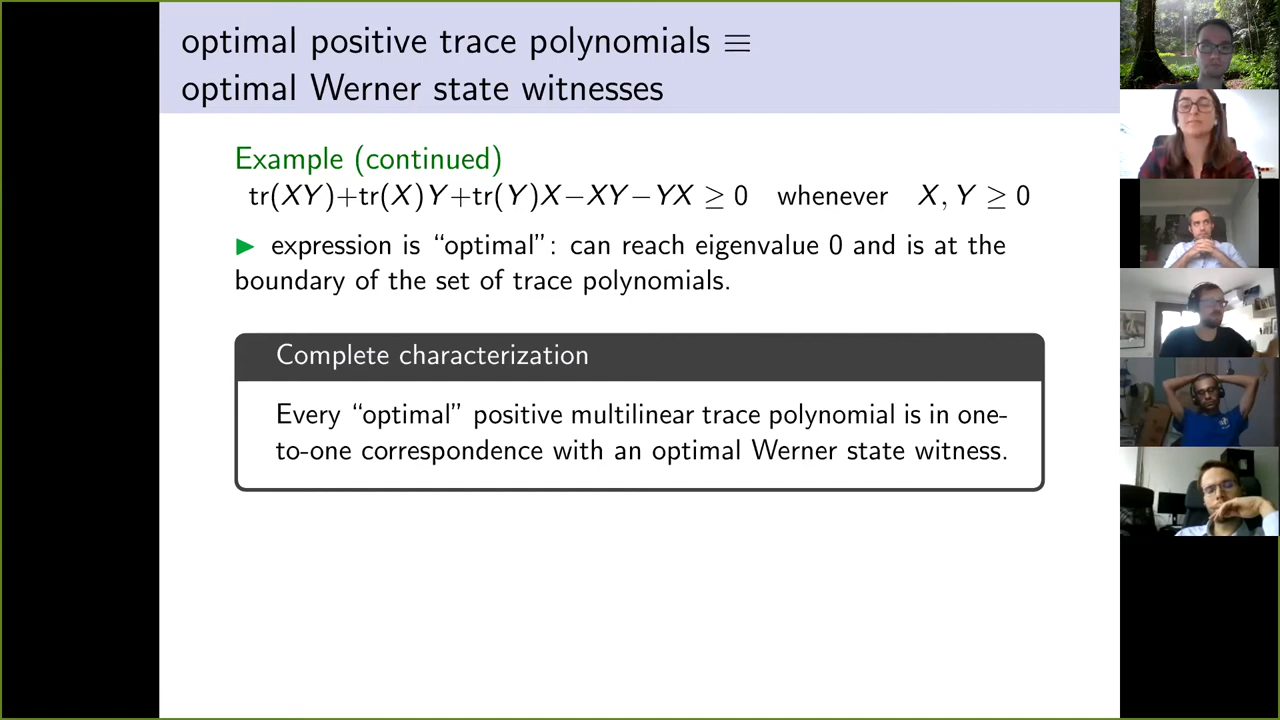 optimal positive trace polynomials ≡
optimal Werner state witnesses
Example (continued)
tr(XY)+tr(X)Y+tr(Y)X−XY−YX ≥ 0 whenever X, Y ≥ 0
▶ expression is “optimal”: can reach eigenvalue 0 and is at the
boundary of the set of trace polynomials.
Complete characterization
Every “optimal” positive multilinear trace polynomial is in one-
to-one correspondence with an optimal Werner state witness.